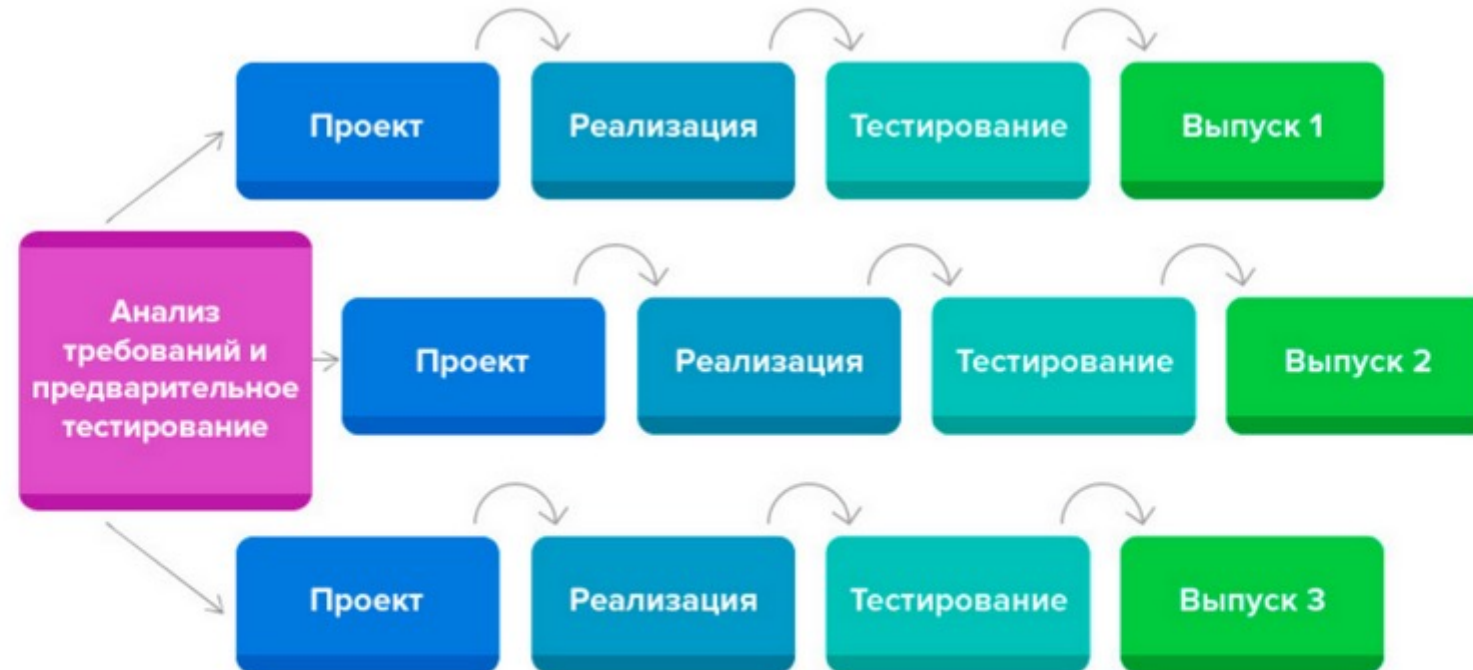 Проект
Реализация
Тестирование
Выпуск 1
Анализ
требований и
предварительное
тестирование
Проект
Реализация
Тестирование
Выпуск 2
Проект
Реализация
Тестирование
Выпуск 3